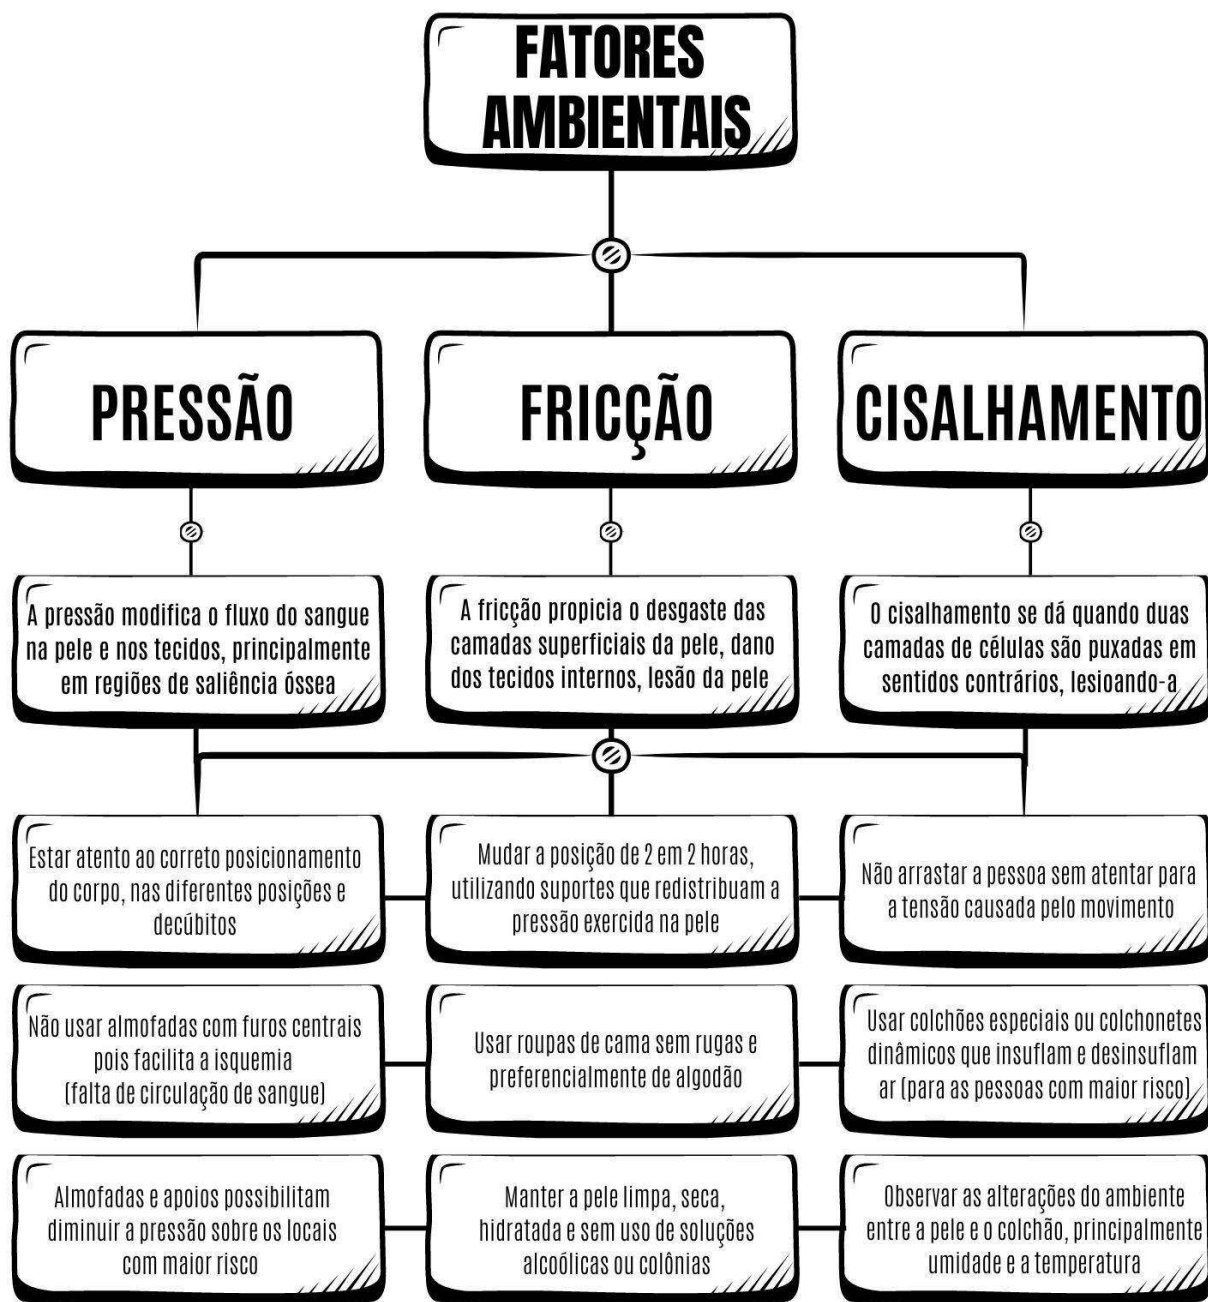 FATORES
AMBIENTAIS
PRESSÃO
FRICÇÃO
CISALHAMENTO
A pressão modifica o fluxo do sangue
na pele e nos tecidos, principalmente
em regiões de saliência óssea
A fricção propicia o desgaste das
camadas superficiais da pele, dano
dos tecidos internos, lesão da pele
O cisalhamento se dá quando duas
camadas de células são puxadas em
sentidos contrários, lesioando-a
Estar atento ao correto posicionamento
do corpo, nas diferentes posições e
decúbitos
Mudar a posição de 2 em 2 horas,
utilizando suportes que redistribuam a
pressão exercida na pele
Não arrastar a pessoa sem atentar para
a tensão causada pelo movimento
Não usar almofadas com furos centrais
pois facilita a isquemia
(falta de circulação de sangue)
Usar roupas de cama sem rugas e
preferencialmente de algodão
Usar colchões especiais ou colchonetes
dinâmicos que insuflam e desinsuflam
ar (para as pessoas com maior risco)
Almofadas e apoios possibilitam
diminuir a pressão sobre os locais
com maior risco
Manter a pele limpa, seca,
hidratada e sem uso de soluções
alcoólicas ou colônias
Observar as alterações do ambiente
entre a pele e o colchão, principalmente
umidade e a temperatura